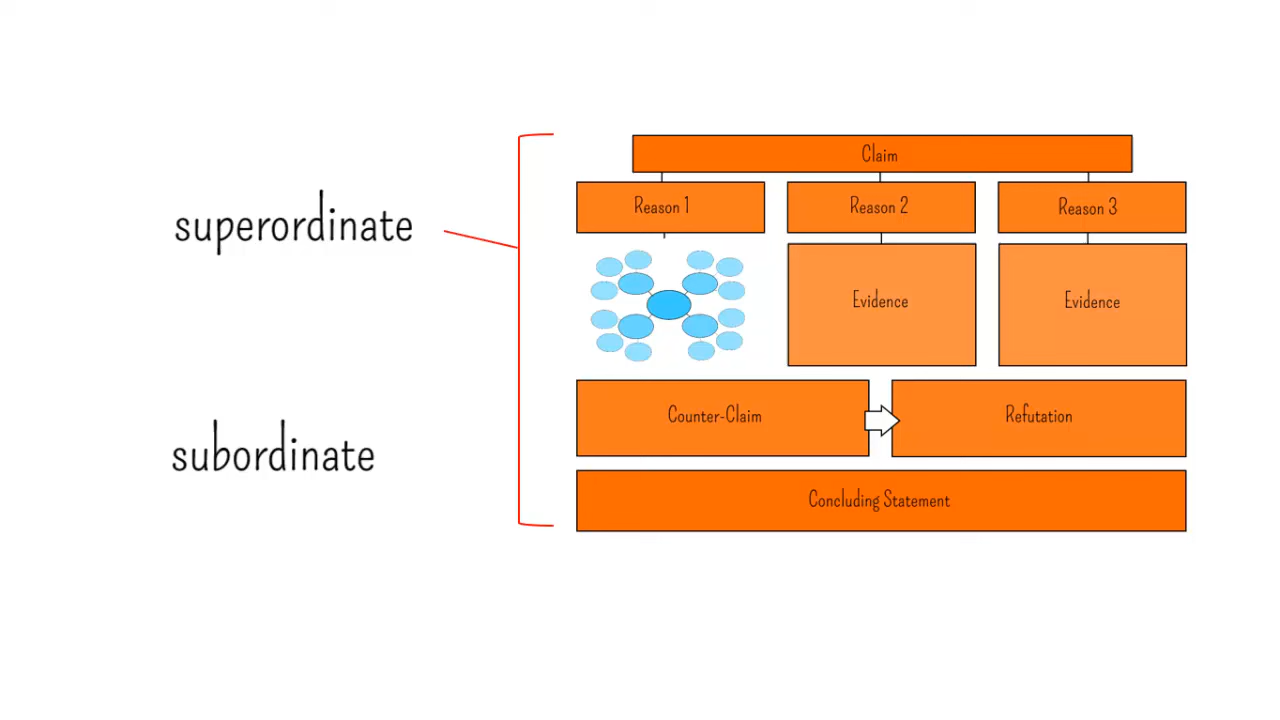 Claim
Reason 1
Reason 2
Reason 3
superordinate
Evidence
Evidence
Counter-Claim
Refutation
subordinate
Concluding Statement